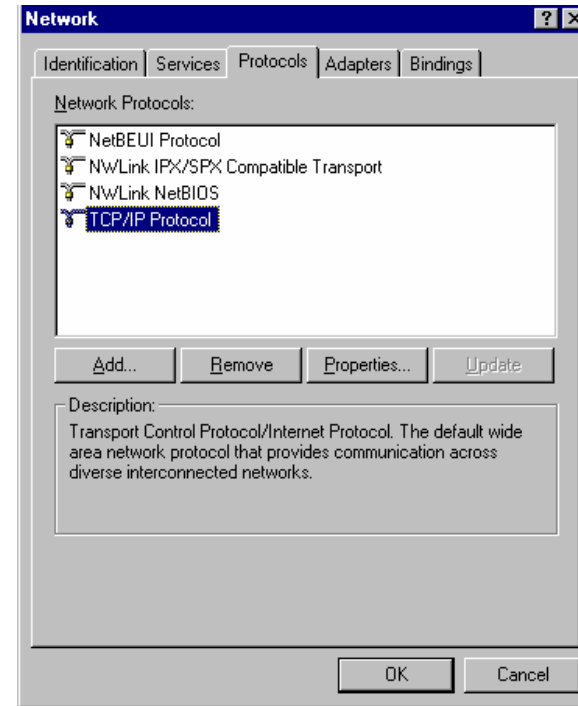 Network
Identification Services Protocols Adapters Bindings
Network Protocols:
NetBEUI Protocol
NWLink IPX/SPX Compatible Transport
NWLink NetBIOS
TCP/IP Protocol
Add... Remove Properties... Update
Description:
Transport Control Protocol/Internet Protocol. The default wide
area network protocol that provides communication across
diverse interconnected networks.
OK Cancel